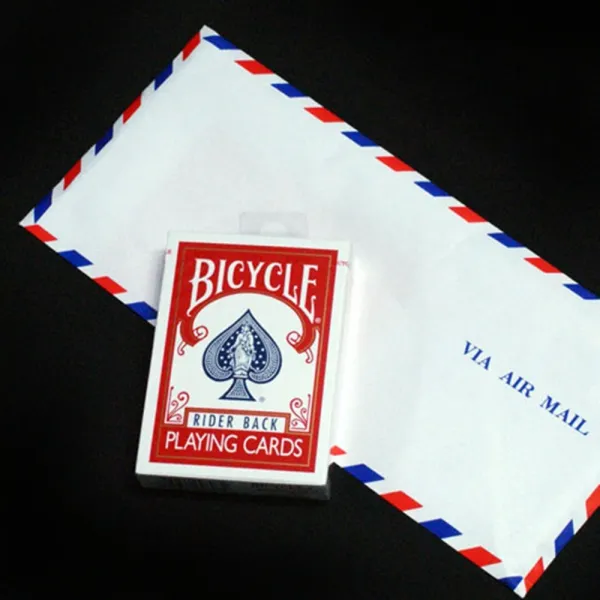 BICYCLE
RIDER BACK
PLAYING CARDS
VIA AIR MAIL